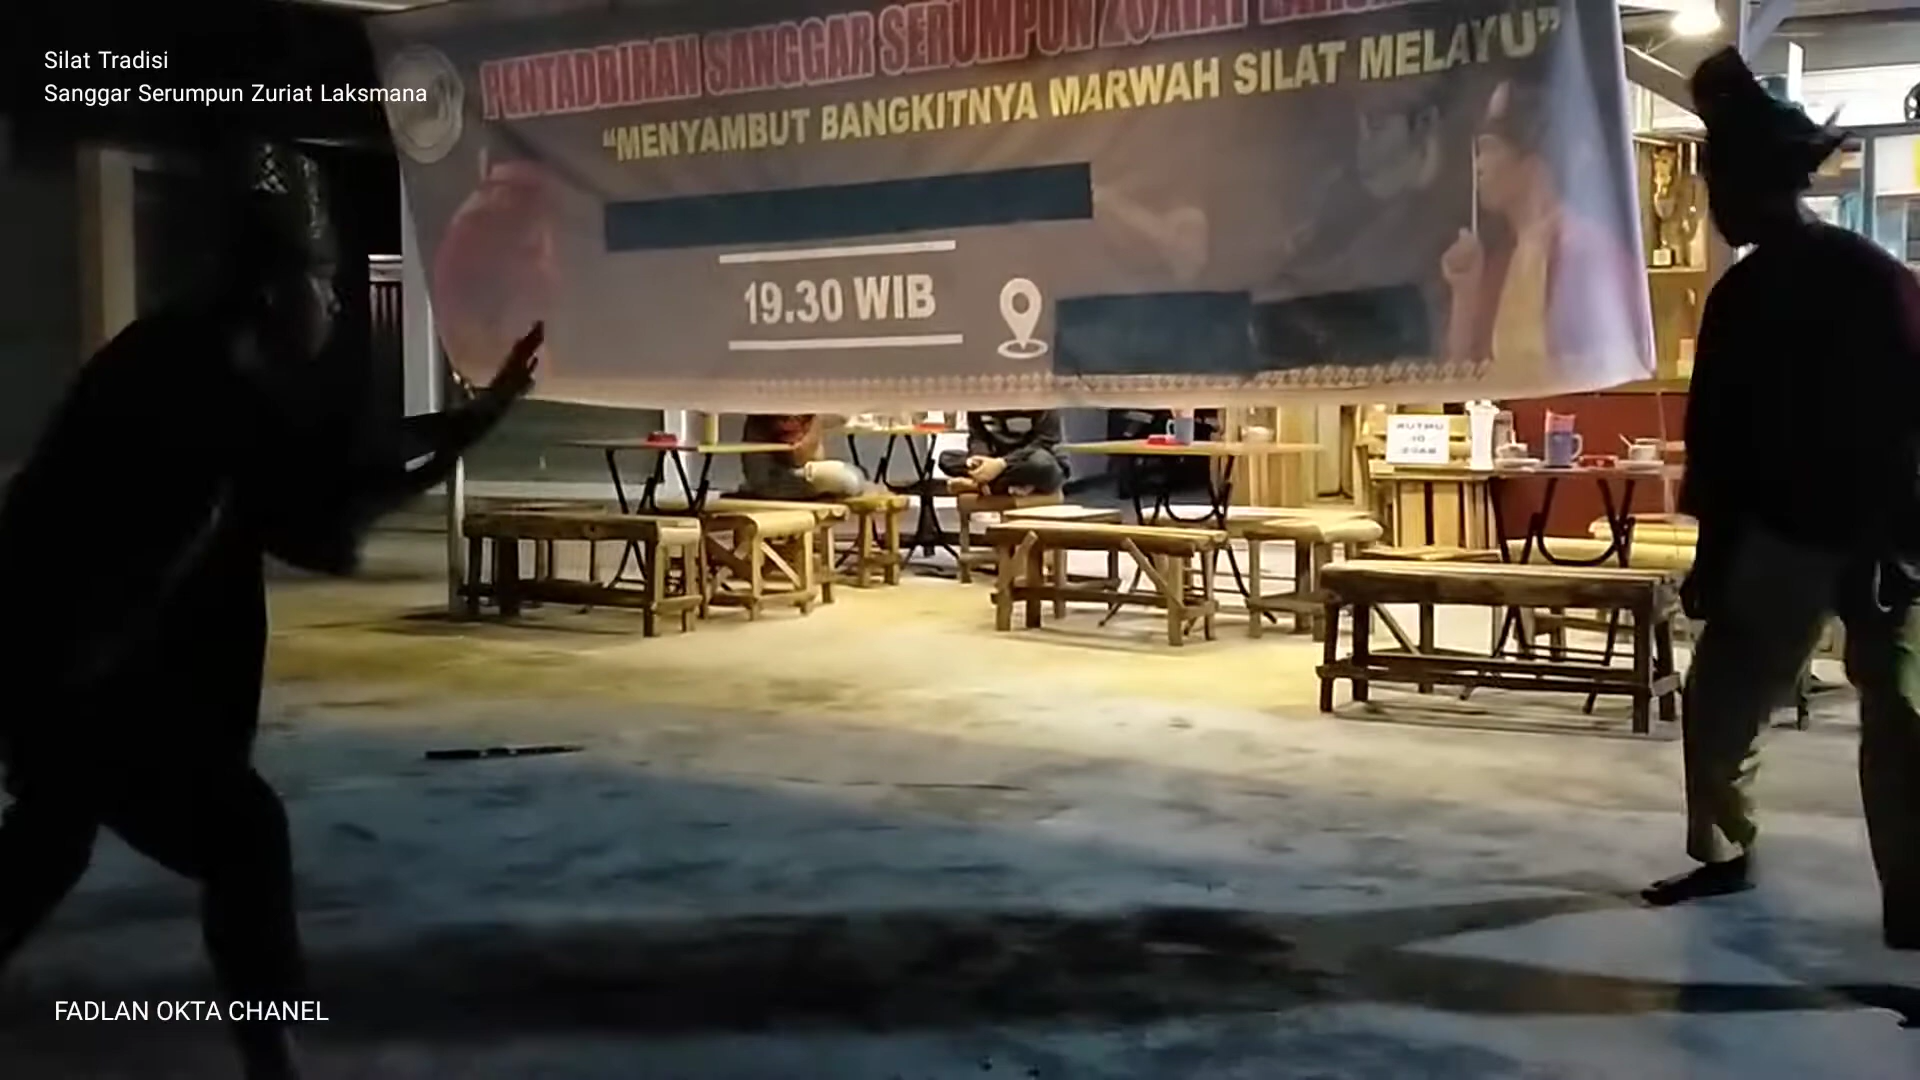 Silat Tradisi
Sanggar Serumpun Zuriat Laksmana
PENTADBIRAN SANGGAR SERUMPUN ZURIAT
"MENYAMBUT BANGKITNYA MARWAH SILAT MELAYU"
19.30 WIB
FADLAN OKTA CHANEL